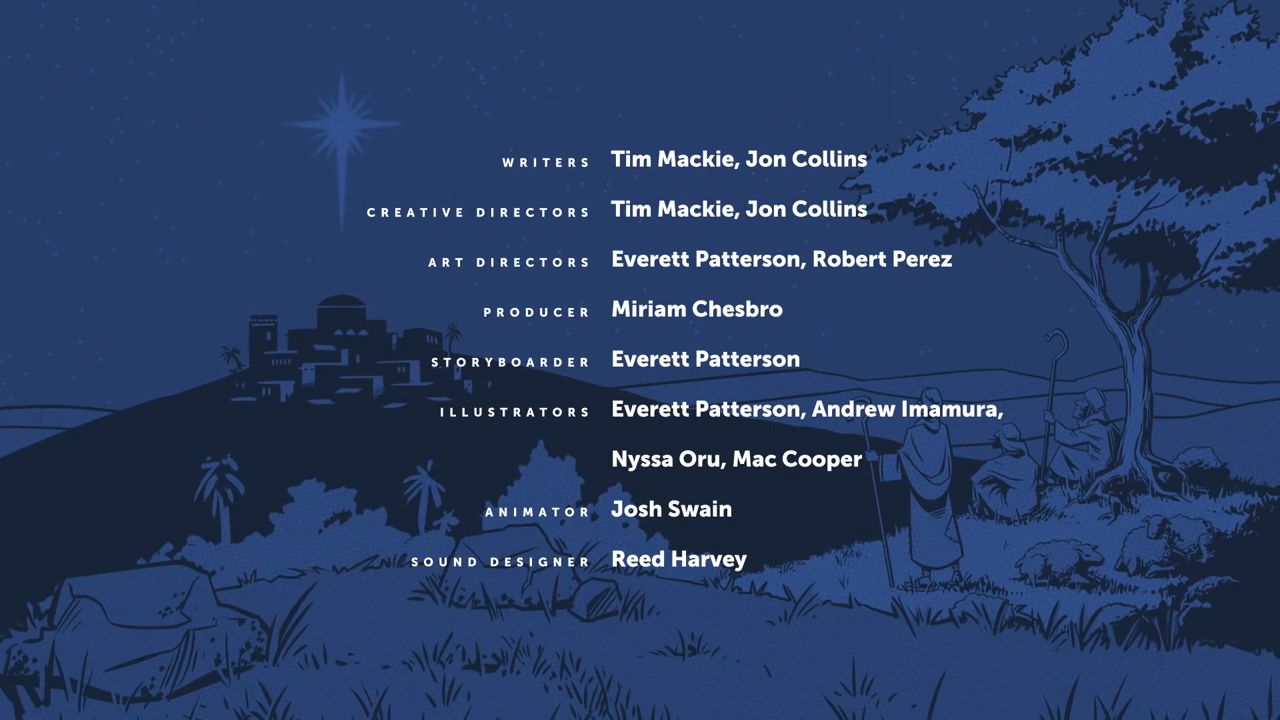 WRITERS Tim Mackie, Jon Collins
CREATIVE DIRECTORS Tim Mackie, Jon Collins
ART DIRECTORS Everett Patterson, Robert Perez
PRODUCER Miriam Chesbro
STORYBOARDER Everett Patterson
ILLUSTRATORS Everett Patterson, Andrew Imamura,
Nyssa Oru, Mac Cooper
ANIMATOR Josh Swain
SOUND DESIGNER Reed Harvey